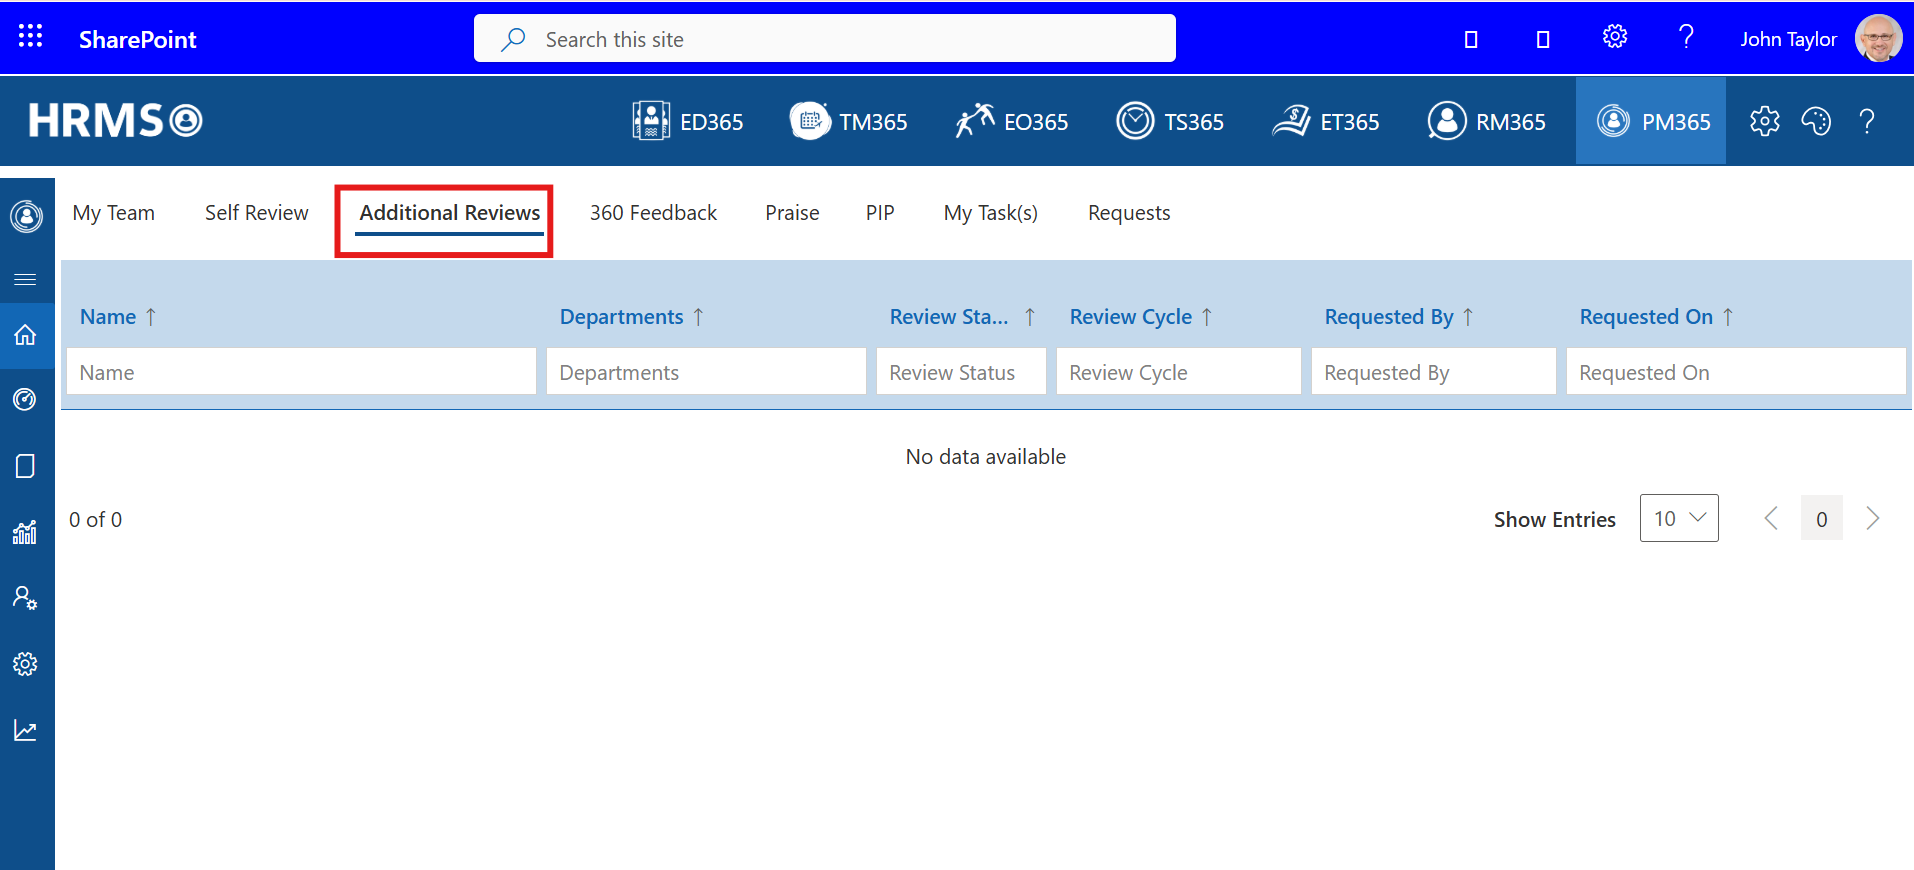 SharePoint
Search this site
John Taylor
HRMS
ED365
TM365
EO365
TS365
ET365
RM365
PM365
My Team
Self Review
Additional Reviews
360 Feedback
Praise
PIP
My Task(s)
Requests
Name ↑
Departments ↑
Review Sta... ↑
Review Cycle ↑
Requested By ↑
Requested On ↑
Name
Departments
Review Status
Review Cycle
Requested By
Requested On
No data available
0 of 0
Show Entries
10
0